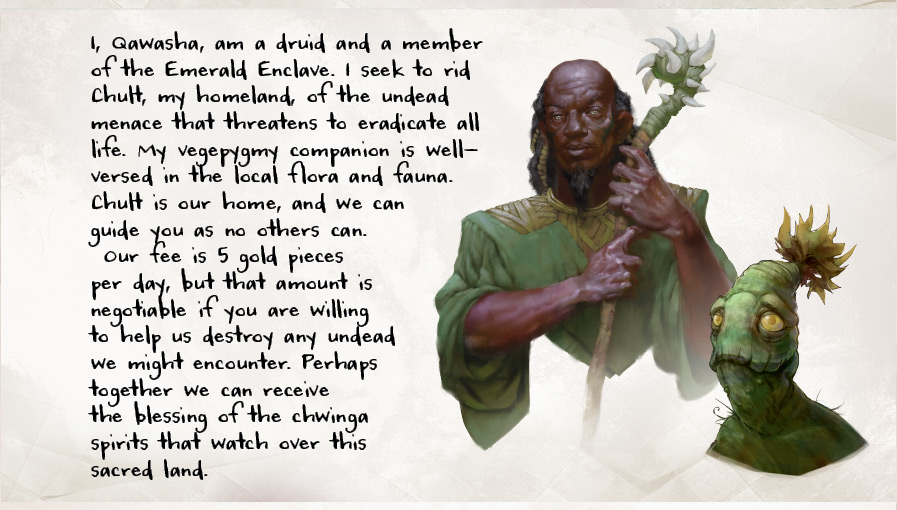 I, Qawasha, am a druid and a member
of the Emerald Enclave. I seek to rid
Chult, my homeland, of the undead
menace that threatens to eradicate all
life. My vegepygmy companion is well-
versed in the local flora and fauna.
Chult is our home, and we can
guide you as no others can.
Our fee is 5 gold pieces
per day, but that amount is
negotiable if you are willing
to help us destroy any undead
we might encounter. Perhaps
together we can receive
the blessing of the chwinga
spirits that watch over this
sacred land.